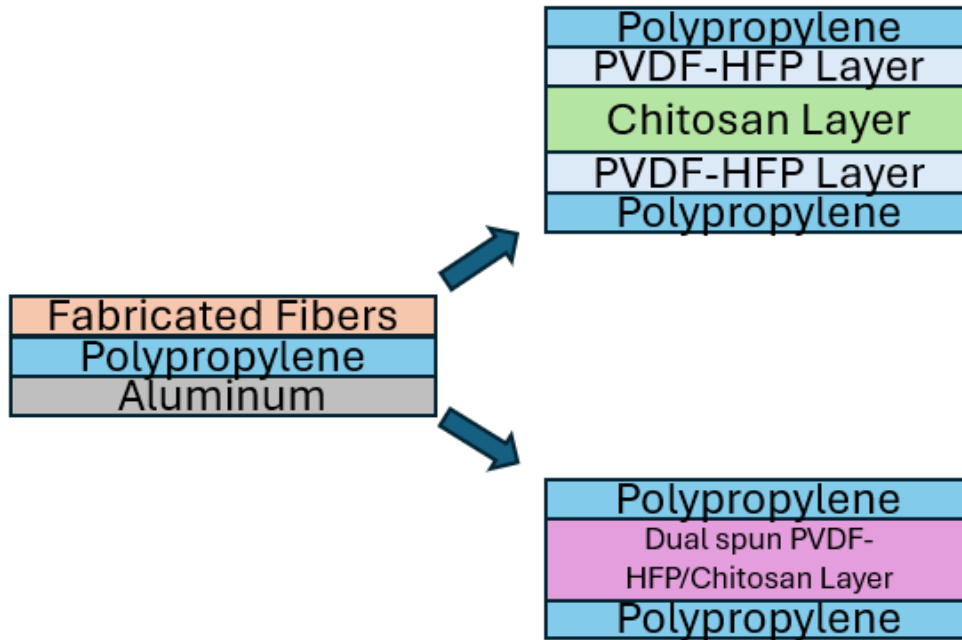 Fabricated Fibers
Polypropylene
Aluminum
Polypropylene
PVDF-HFP Layer
Chitosan Layer
PVDF-HFP Layer
Polypropylene
Polypropylene
Dual spun PVDF-
HFP/Chitosan Layer
Polypropylene